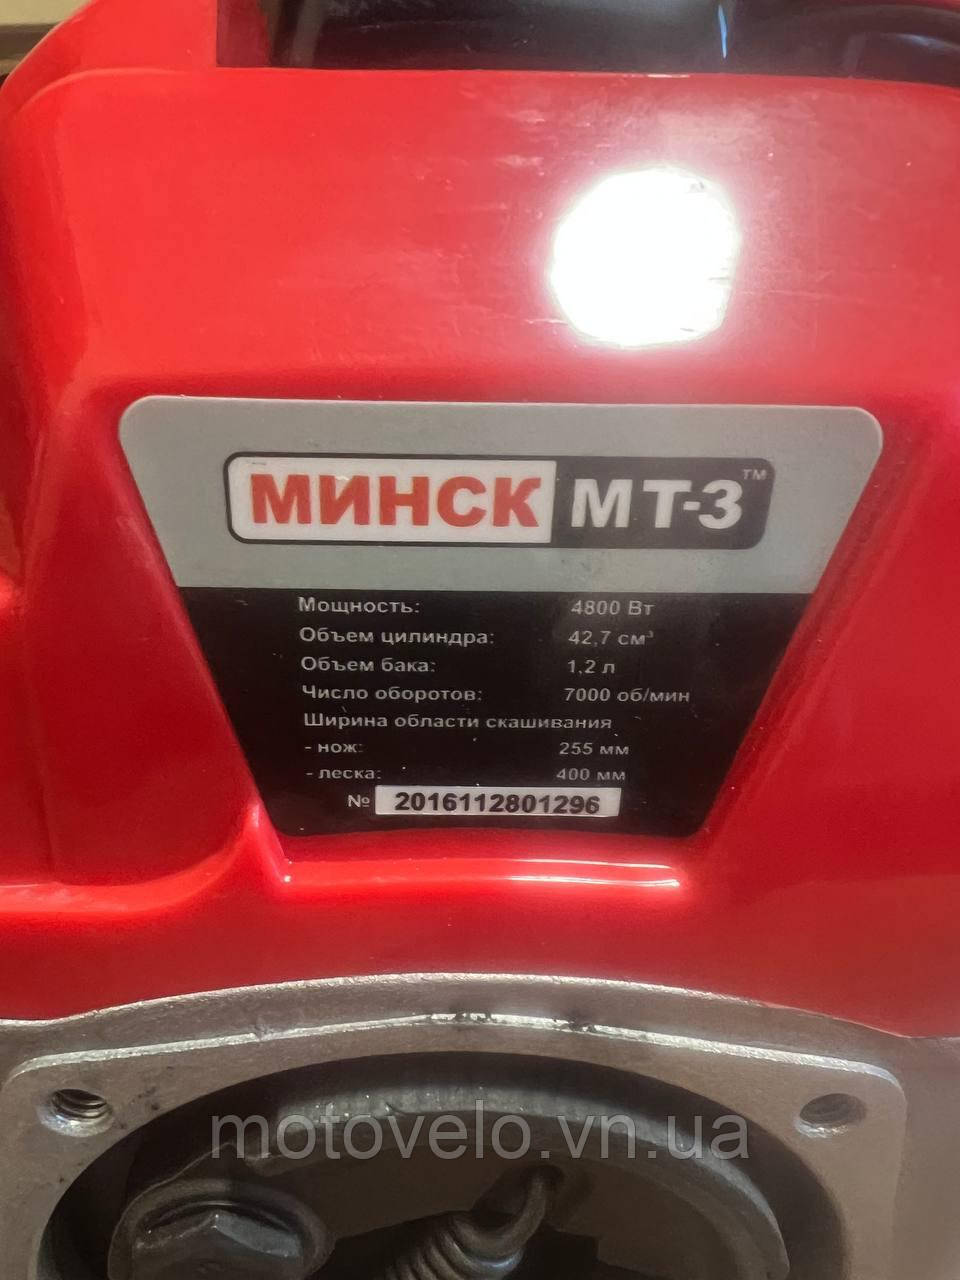 МИНСК МТ-3™
Мощность: 4800 Вт
Объем цилиндра: 42,7 см³
Объем бака: 1,2 л
Число оборотов: 7000 об/мин
Ширина области скашивания
- нож: 255 мм
- леска: 400 мм
№ 2016112801296
motovelo.vn.ua